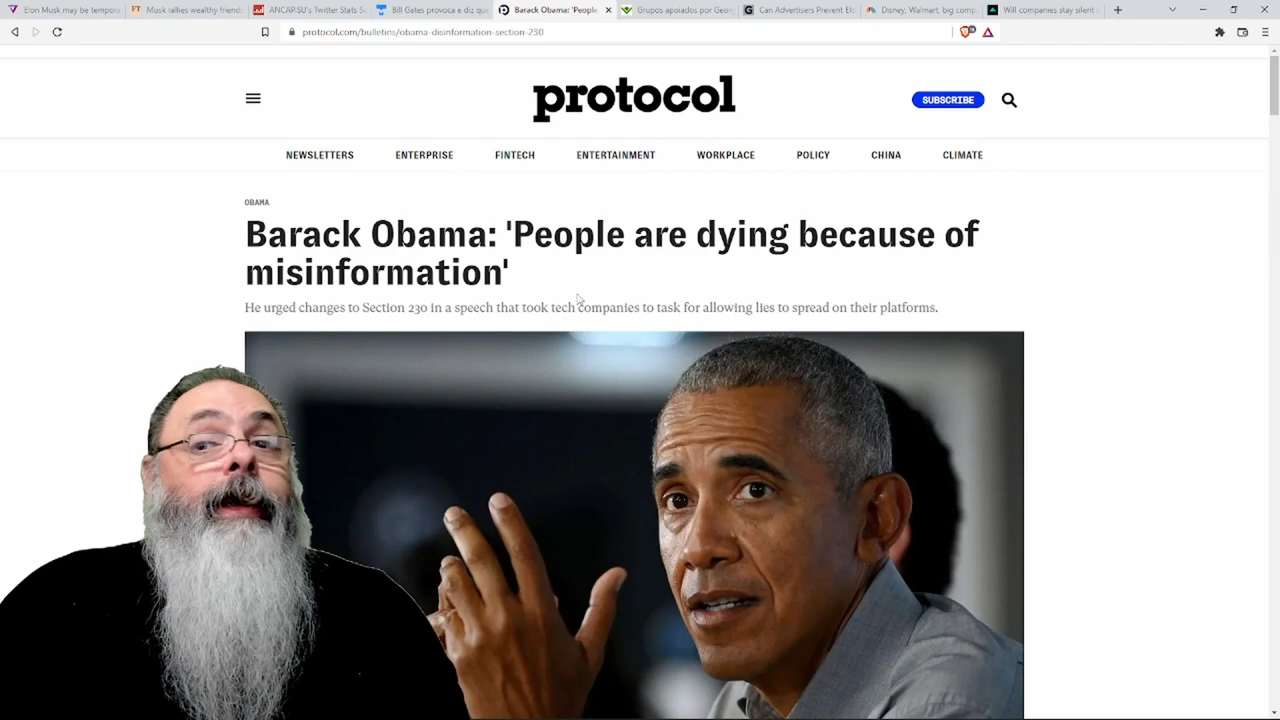 Elon Musk may be tempora
Musk rallies wealthy friends
ANCAP.SU's Twitter Stats S
Bill Gates provoca e diz que
Barack Obama: 'People
Grupos apoiados por Georg
Can Advertisers Prevent El
Disney, Walmart, big comp
Will companies stay silent o
protocol.com/bulletins/obama-disinformation-section-230
protocol
SUBSCRIBE
NEWSLETTERS ENTERPRISE FINTECH ENTERTAINMENT WORKPLACE POLICY CHINA CLIMATE
OBAMA
Barack Obama: 'People are dying because of
misinformation'
He urged changes to Section 230 in a speech that took tech companies to task for allowing lies to spread on their platforms.